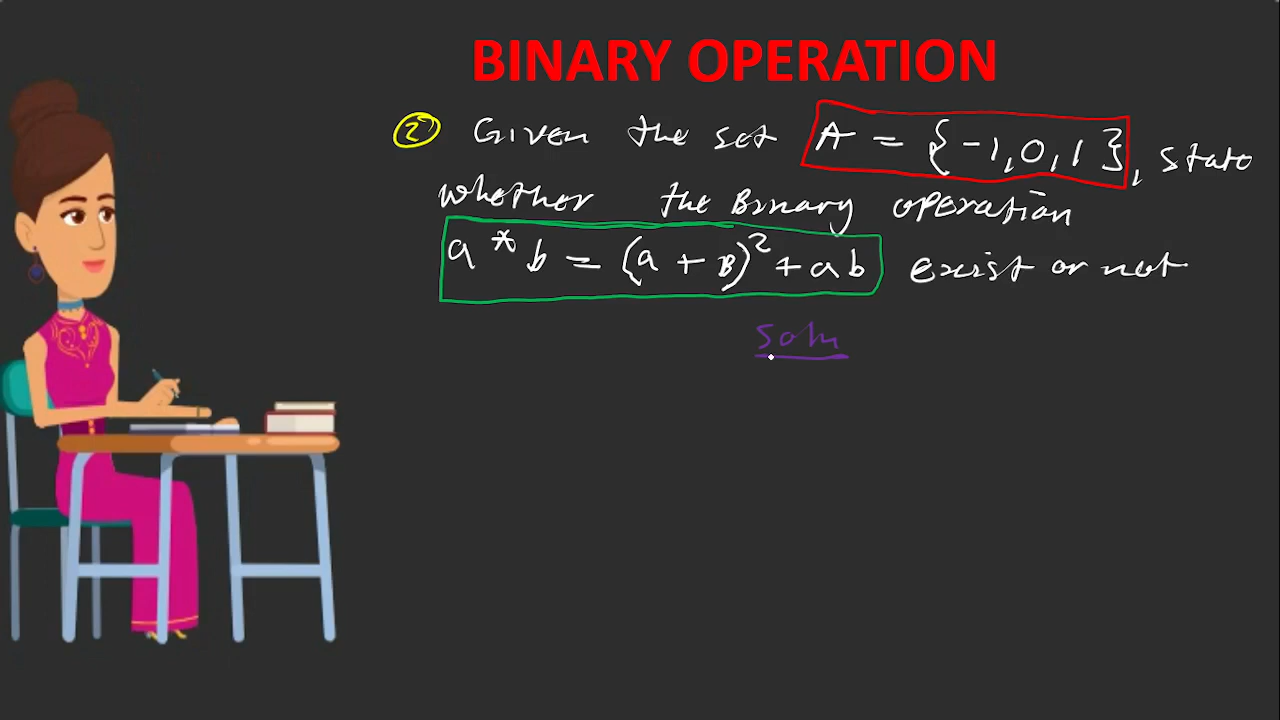 BINARY OPERATION
② Given the set A = {-1, 0, 1}, state
whether the Binary operation
a * b = (a + B)² + ab exist or not
Soln